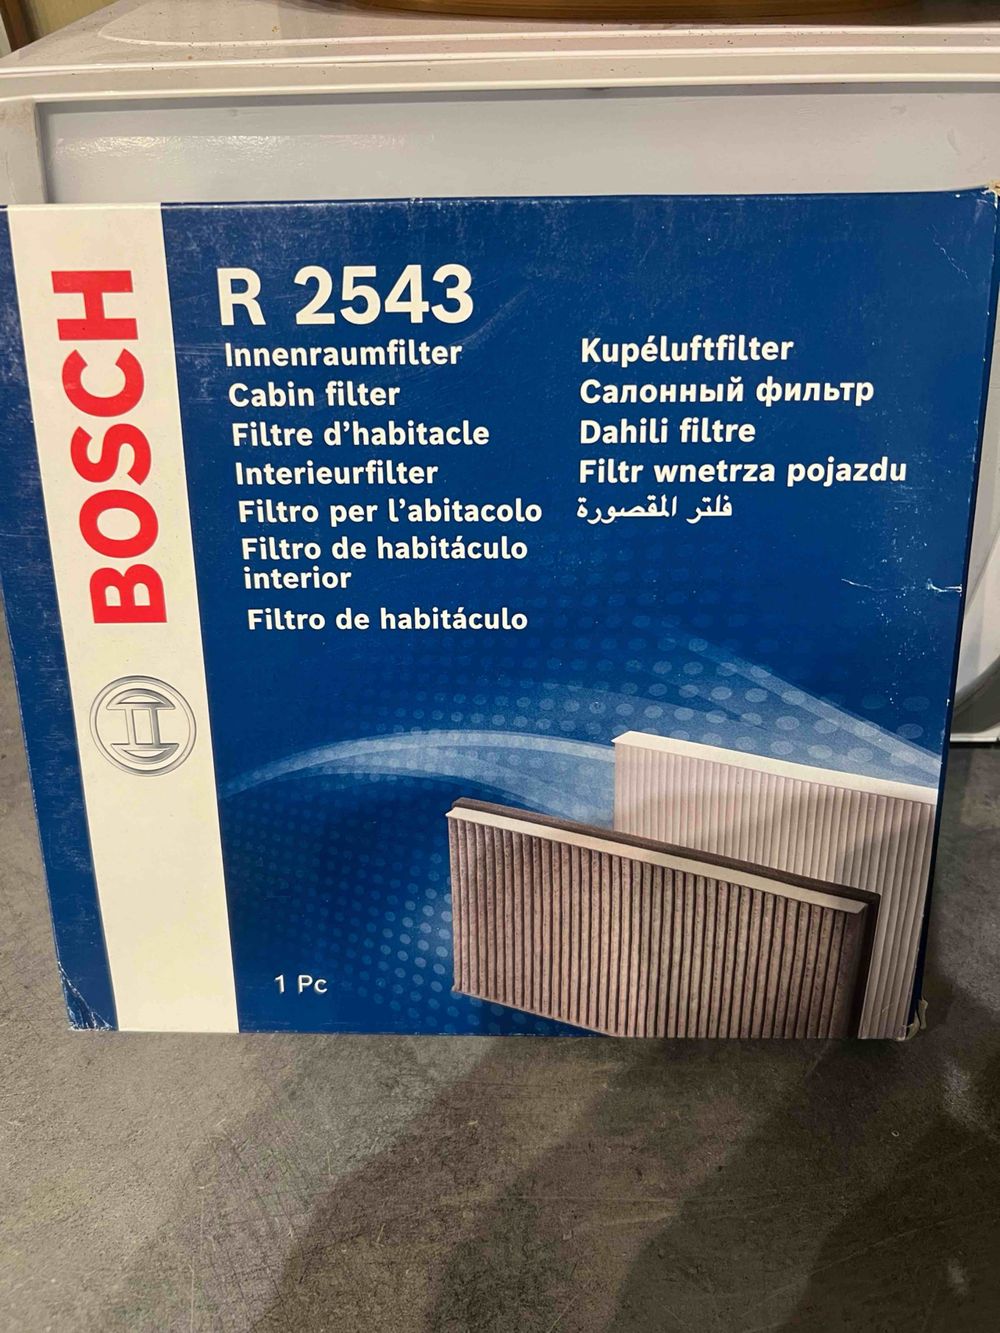 BOSCH
R 2543
Innenraumfilter
Cabin filter
Filtre d’habitacle
Interieurfilter
Filtro per l’abitacolo
Filtro de habitáculo
interior
Filtro de habitáculo
Kupéluftfilter
Салонный фильтр
Dahili filtre
Filtr wnetrza pojazdu
فلتر المقصورة
1 Pc